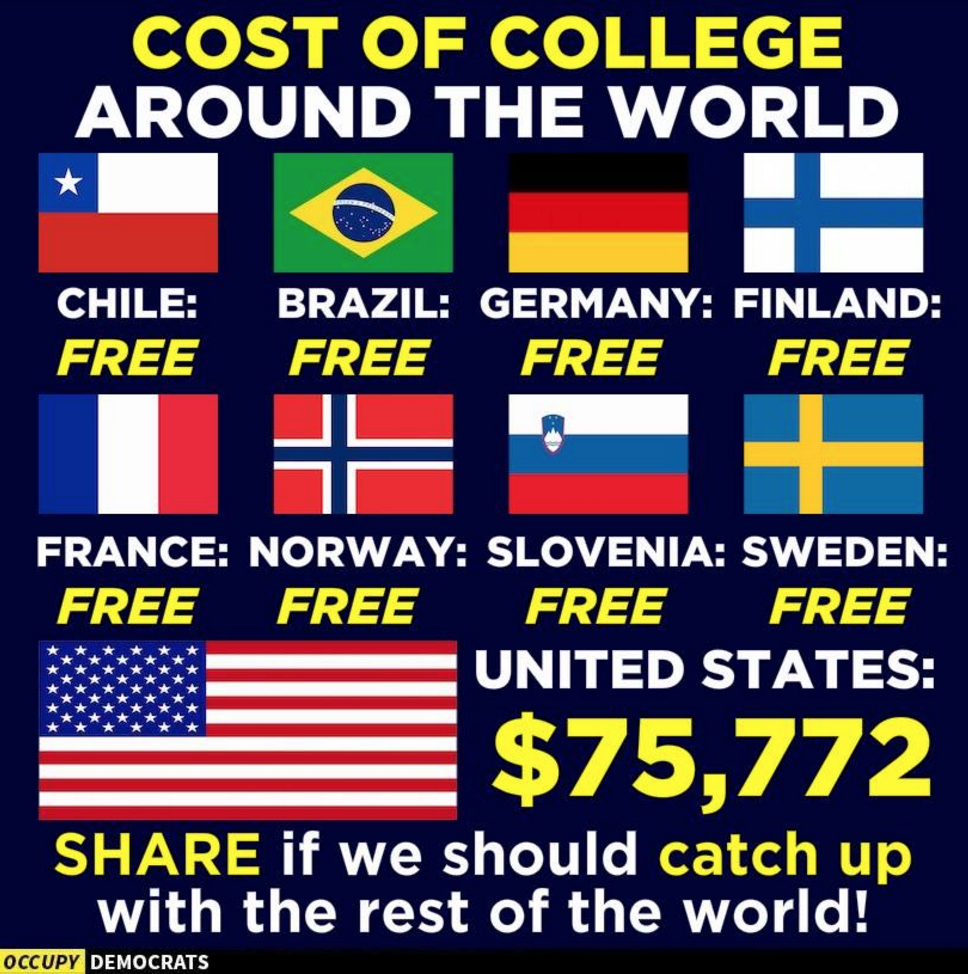 COST OF COLLEGE
AROUND THE WORLD
CHILE: BRAZIL: GERMANY: FINLAND:
FREE FREE FREE FREE
FRANCE: NORWAY: SLOVENIA: SWEDEN:
FREE FREE FREE FREE
UNITED STATES:
$75,772
SHARE if we should catch up
with the rest of the world!
OCCUPY DEMOCRATS